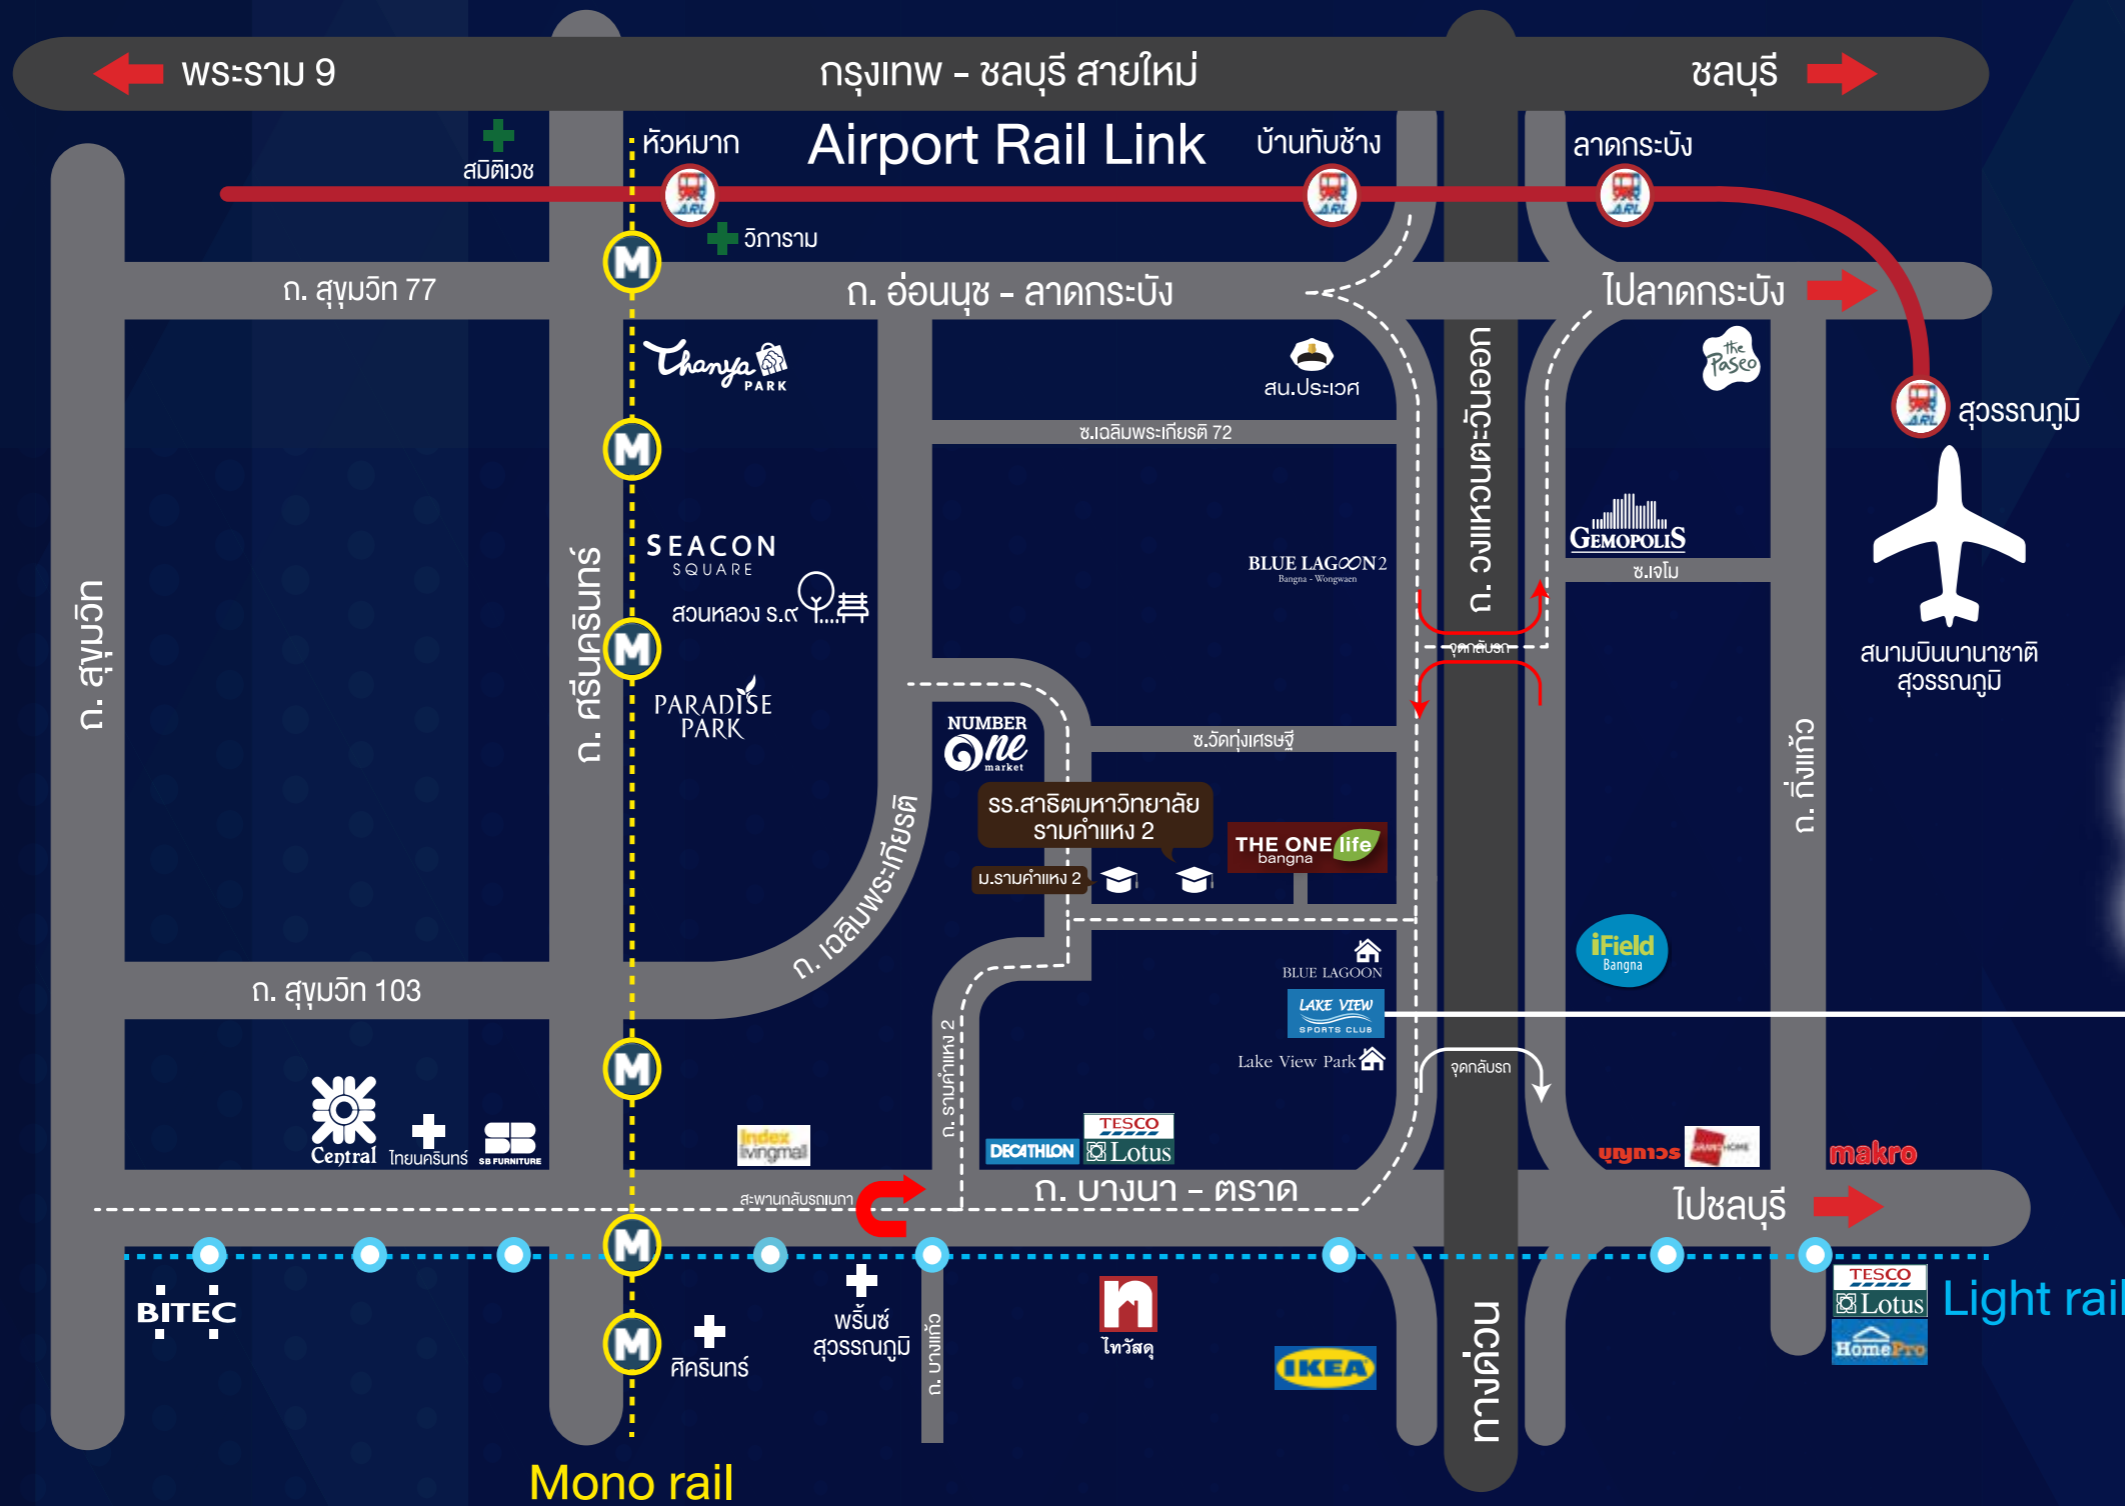 พระราม 9
กรุงเทพ - ชลบุรี สายใหม่
ชลบุรี
สมิติเวช
หัวหมาก
Airport Rail Link
บ้านทับช้าง
ลาดกระบัง
ARL
ARL
ARL
วิภาราม
M
ถ. สุขุมวิท 77
ถ. อ่อนนุช - ลาดกระบัง
ไปลาดกระบัง
Thanya
PARK
สน.ประเวศ
the
Paseo
ARL
สุวรรณภูมิ
M
ซ.เฉลิมพระเกียรติ 72
ถ. วงแหวนตะวันออก
SEACON
SQUARE
GEMOPOLIS
BLUE LAGOON 2
Bangna - Wongwaen
ซ.เจโม
สวนหลวง ร.๙
M
จุดกลับรถ
สนามบินนานาชาติ
สุวรรณภูมิ
ถ. สุขุมวิท
ถ. ศรีนครินทร์
PARADISE
PARK
NUMBER
One
market
ซ.วัดทุ่งเศรษฐี
ถ. กิ่งแก้ว
รร.สาธิตมหาวิทยาลัย
รามคำแหง 2
THE ONE life
bangna
ม.รามคำแหง 2
ถ. เฉลิมพระเกียรติ
iField
Bangna
BLUE LAGOON
ถ. สุขุมวิท 103
LAKE VIEW
SPORTS CLUB
Lake View Park
M
จุดกลับรถ
ถ. รามคำแหง 2
Central
ไทยนครินทร์
SB FURNITURE
index
livingmall
DECATHLON
TESCO
Lotus
บุญถาวร
GRAND HOME
makro
สะพานกลับรถเมกา
ถ. บางนา - ตราด
ไปชลบุรี
M
BITEC
พริ้นซ์
สุวรรณภูมิ
ถ. บางแก้ว
n
ไทวัสดุ
IKEA
ทางด่วน
TESCO
Lotus
Light rail
HomePro
M
ศิครินทร์
Mono rail